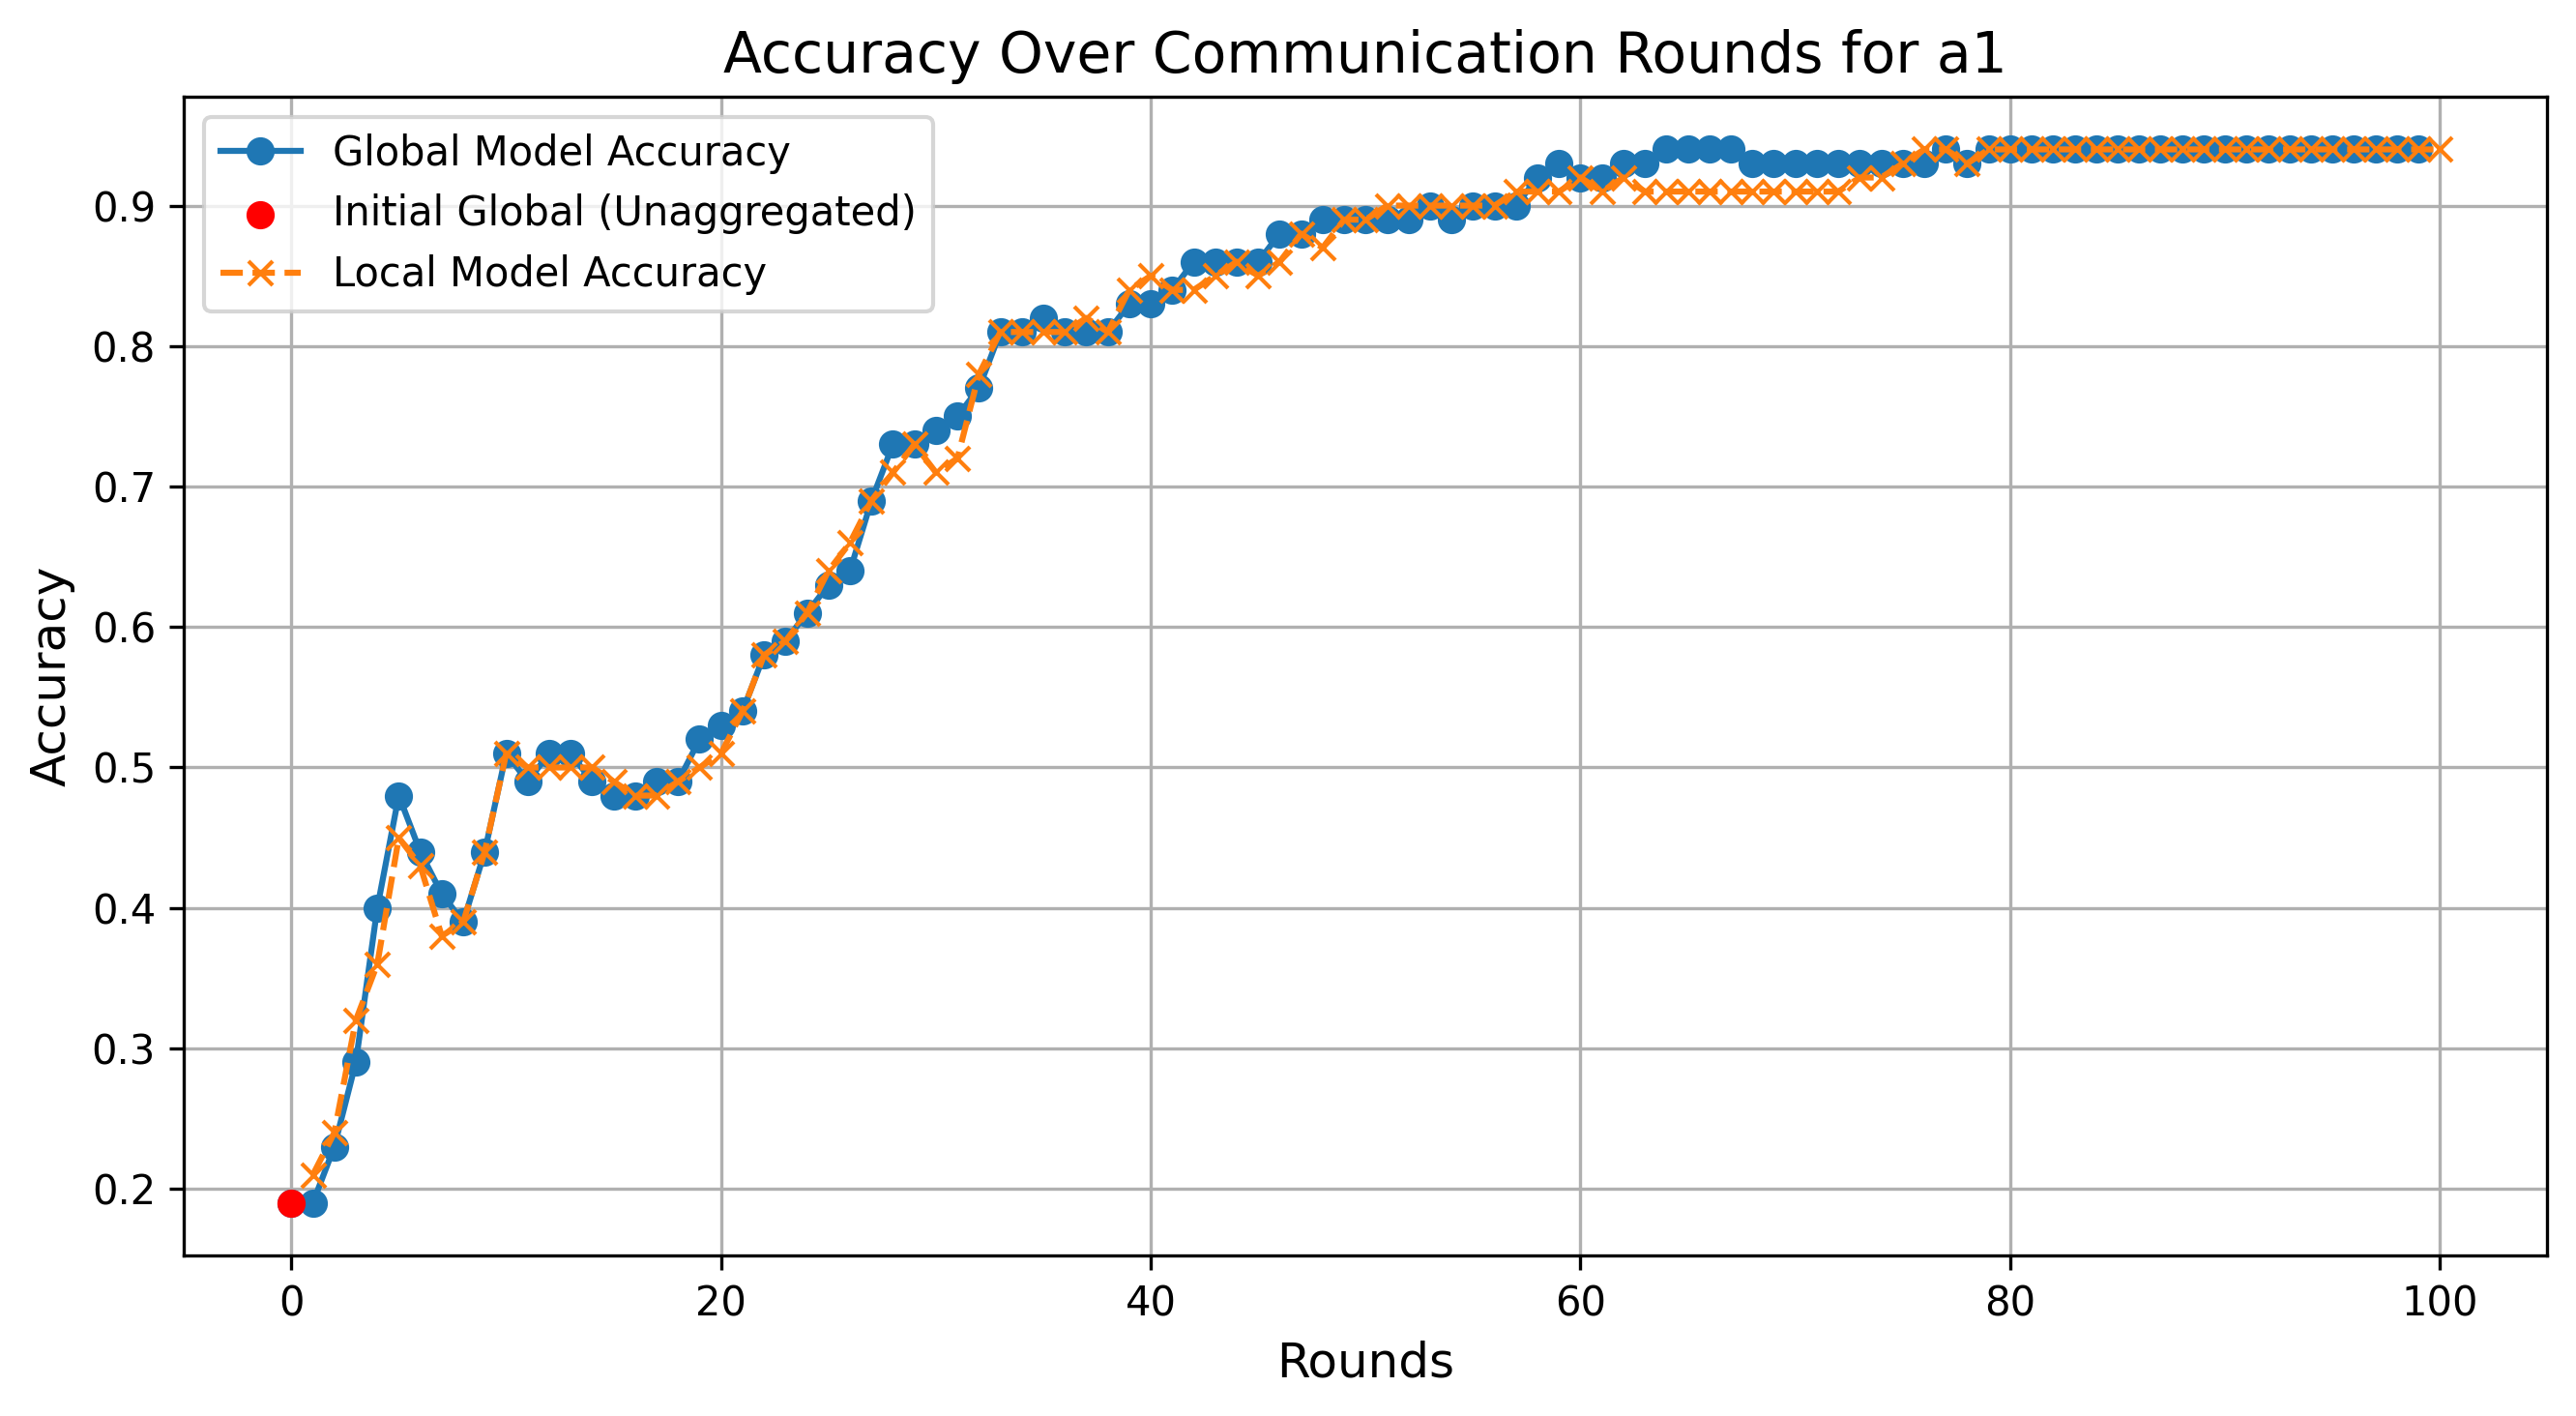 Accuracy Over Communication Rounds for a1
Global Model Accuracy
Initial Global (Unaggregated)
Local Model Accuracy
Accuracy
0.9
0.8
0.7
0.6
0.5
0.4
0.3
0.2
0 20 40 60 80 100
Rounds